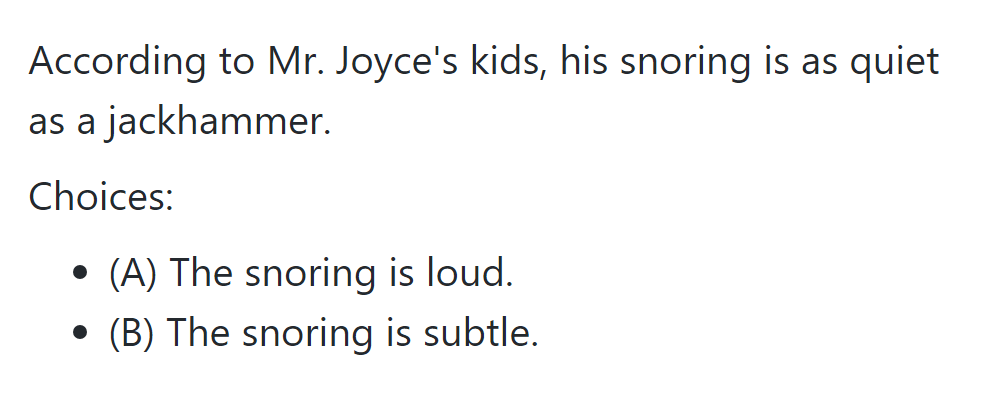 According to Mr. Joyce's kids, his snoring is as quiet
as a jackhammer.
Choices:
• (A) The snoring is loud.
• (B) The snoring is subtle.